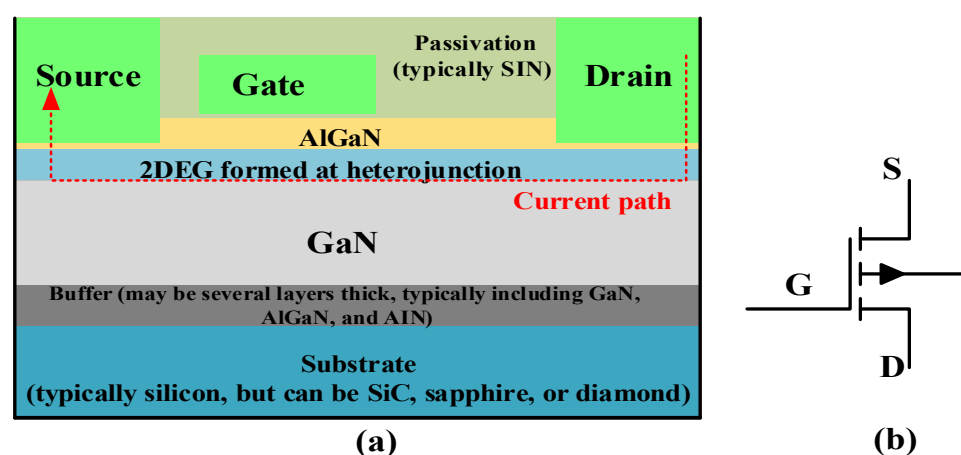 Passivation
(typically SIN)
Source
Gate
Drain
AlGaN
2DEG formed at heterojunction
Current path
GaN
Buffer (may be several layers thick, typically including GaN,
AlGaN, and AIN)
Substrate
(typically silicon, but can be SiC, sapphire, or diamond)
(a)
S
G
D
(b)